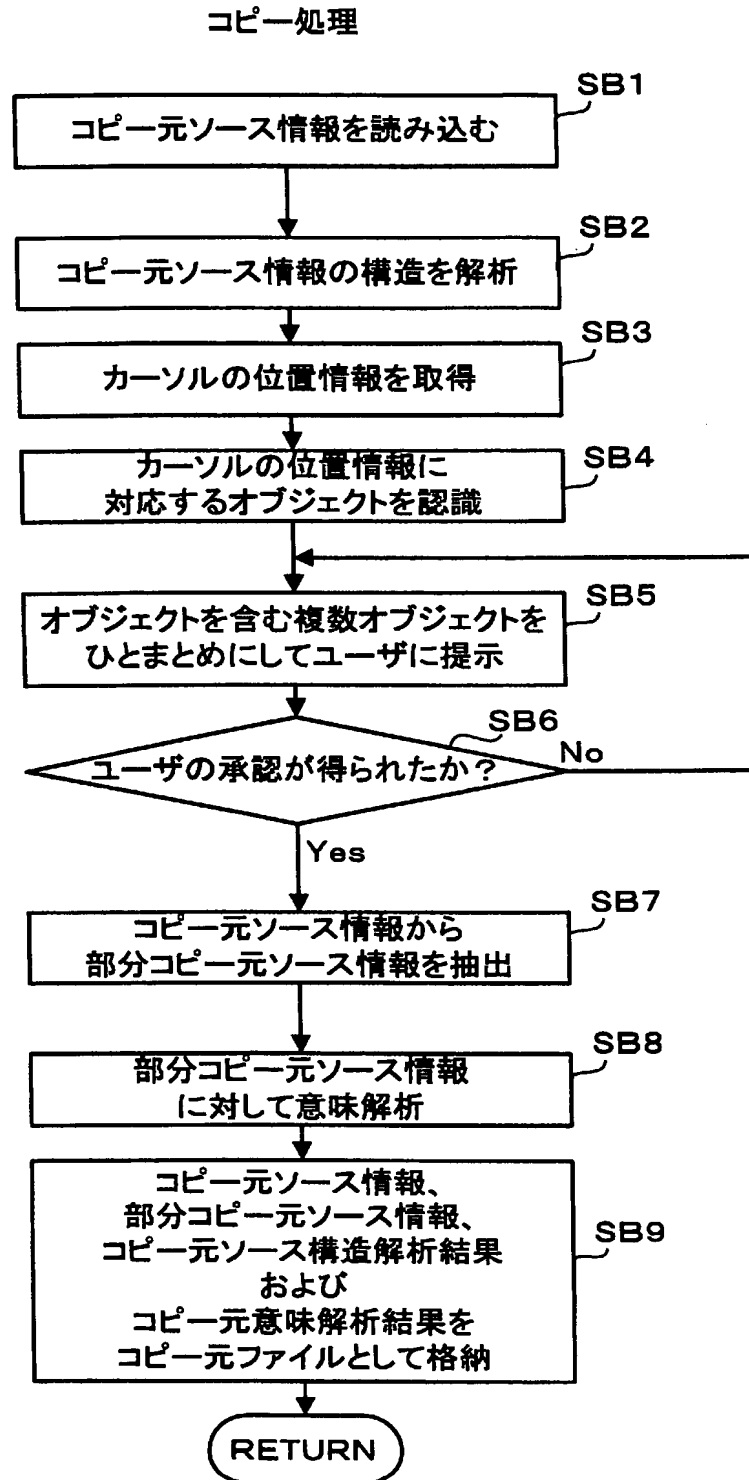 コピー処理
SB1
コピー元ソース情報を読み込む
SB2
コピー元ソース情報の構造を解析
SB3
カーソルの位置情報を取得
SB4
カーソルの位置情報に
対応するオブジェクトを認識
SB5
オブジェクトを含む複数オブジェクトを
ひとまとめにしてユーザに提示
SB6
ユーザの承認が得られたか?
No
Yes
SB7
コピー元ソース情報から
部分コピー元ソース情報を抽出
SB8
部分コピー元ソース情報
に対して意味解析
SB9
コピー元ソース情報、
部分コピー元ソース情報、
コピー元ソース構造解析結果
および
コピー元意味解析結果を
コピー元ファイルとして格納
RETURN